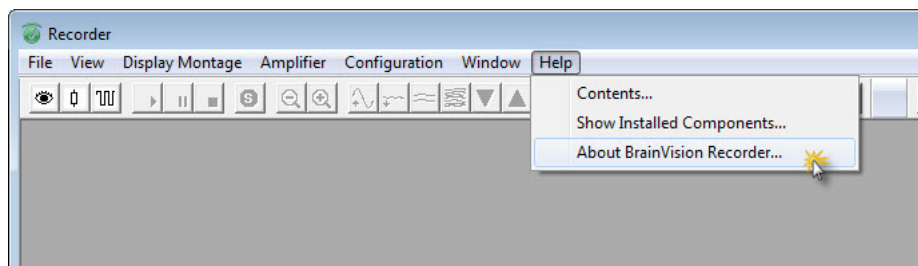 Recorder
File View Display Montage Amplifier Configuration Window Help
S
Contents...
Show Installed Components...
About BrainVision Recorder...